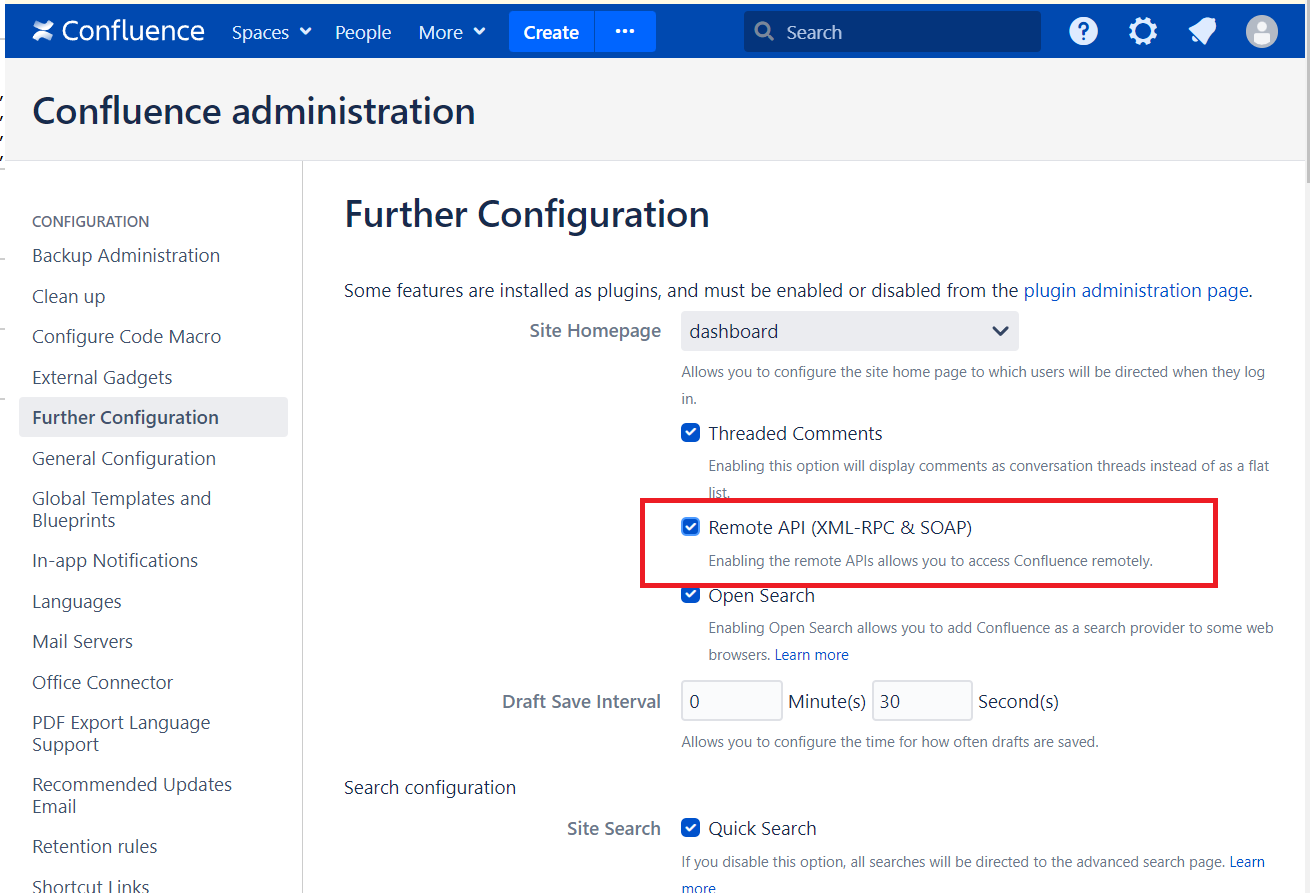 Confluence Spaces People More Create ... Search ?
Confluence administration
CONFIGURATION
Backup Administration
Clean up
Configure Code Macro
External Gadgets
Further Configuration
General Configuration
Global Templates and
Blueprints
In-app Notifications
Languages
Mail Servers
Office Connector
PDF Export Language
Support
Recommended Updates
Email
Retention rules
Shortcut Links
Further Configuration
Some features are installed as plugins, and must be enabled or disabled from the plugin administration page.
Site Homepage dashboard
Allows you to configure the site home page to which users will be directed when they log
in.
Threaded Comments
Enabling this option will display comments as conversation threads instead of as a flat
list.
Remote API (XML-RPC & SOAP)
Enabling the remote APIs allows you to access Confluence remotely.
Open Search
Enabling Open Search allows you to add Confluence as a search provider to some web
browsers. Learn more
Draft Save Interval 0 Minute(s) 30 Second(s)
Allows you to configure the time for how often drafts are saved.
Search configuration
Site Search Quick Search
If you disable this option, all searches will be directed to the advanced search page. Learn
more